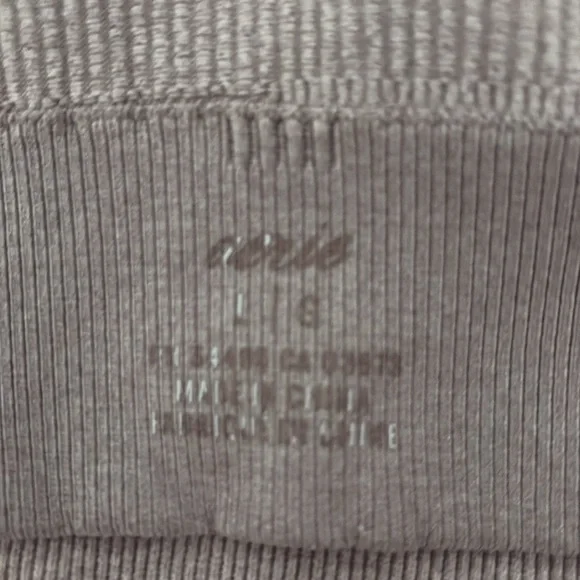 aerie
L G
MADE IN CHINA
FABRIQUÉ EN CHINE